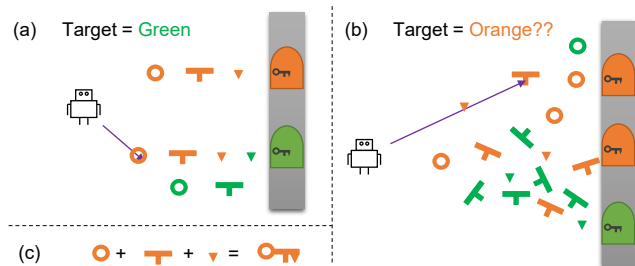 (a) Target = Green
(b) Target = Orange??
(c) + + =